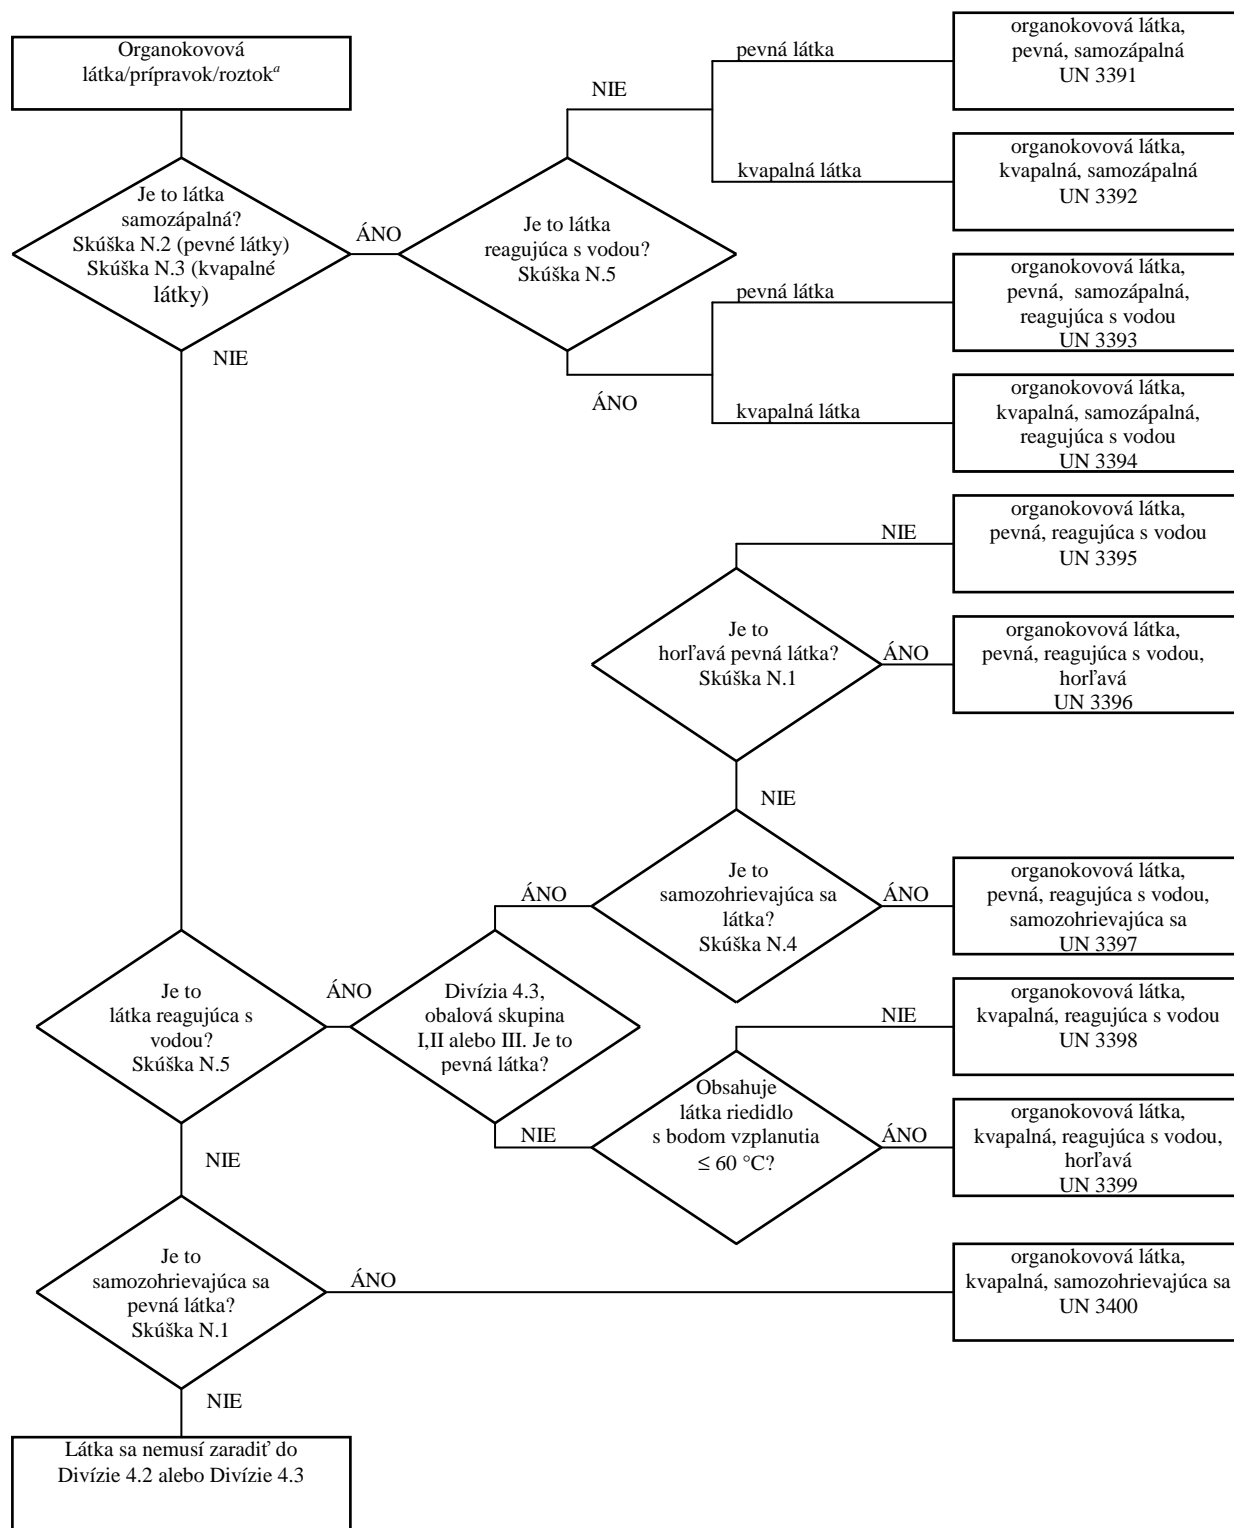 Organokovová
látka/prípravok/roztokᵃ
Je to látka
samozápalná?
Skúška N.2 (pevné látky)
Skúška N.3 (kvapalné
látky)
ÁNO
NIE
Je to látka
reagujúca s vodou?
Skúška N.5
NIE
ÁNO
pevná látka
kvapalná látka
pevná látka
kvapalná látka
organokovová látka,
pevná, samozápalná
UN 3391
organokovová látka,
kvapalná, samozápalná
UN 3392
organokovová látka,
pevná, samozápalná,
reagujúca s vodou
UN 3393
organokovová látka,
kvapalná, samozápalná,
reagujúca s vodou
UN 3394
NIE
organokovová látka,
pevná, reagujúca s vodou
UN 3395
Je to
horľavá pevná látka?
Skúška N.1
ÁNO
organokovová látka,
pevná, reagujúca s vodou,
horľavá
UN 3396
NIE
Je to
samozohrievajúca sa
látka?
Skúška N.4
ÁNO
ÁNO
organokovová látka,
pevná, reagujúca s vodou,
samozohrievajúca sa
UN 3397
Je to
látka reagujúca s
vodou?
Skúška N.5
ÁNO
Divízia 4.3,
obalová skupina
I,II alebo III. Je to
pevná látka?
NIE
NIE
organokovová látka,
kvapalná, reagujúca s vodou
UN 3398
Obsahuje
látka riedidlo
s bodom vzplanutia
≤ 60 °C?
ÁNO
organokovová látka,
kvapalná, reagujúca s vodou,
horľavá
UN 3399
NIE
Je to
samozohrievajúca sa
pevná látka?
Skúška N.1
ÁNO
organokovová látka,
kvapalná, samozohrievajúca sa
UN 3400
NIE
Látka sa nemusí zaradiť do
Divízie 4.2 alebo Divízie 4.3